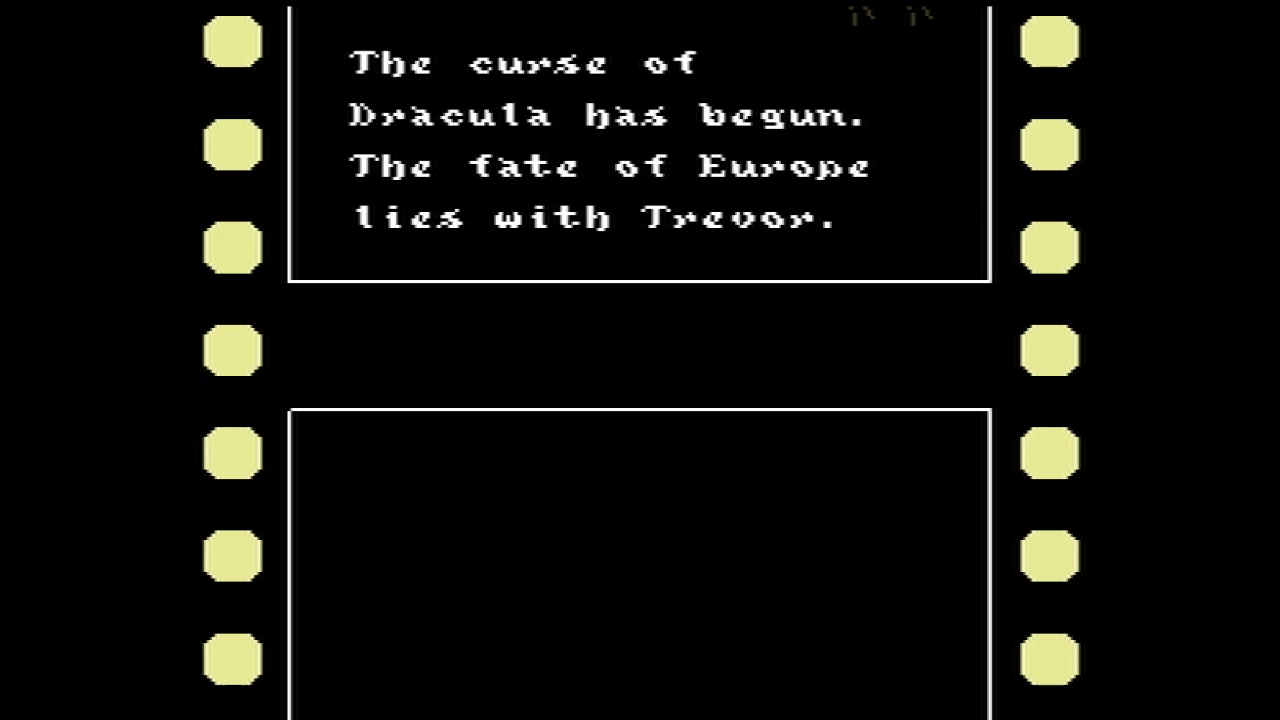 The curse of
Dracula has begun.
The fate of Europe
lies with Trevor.